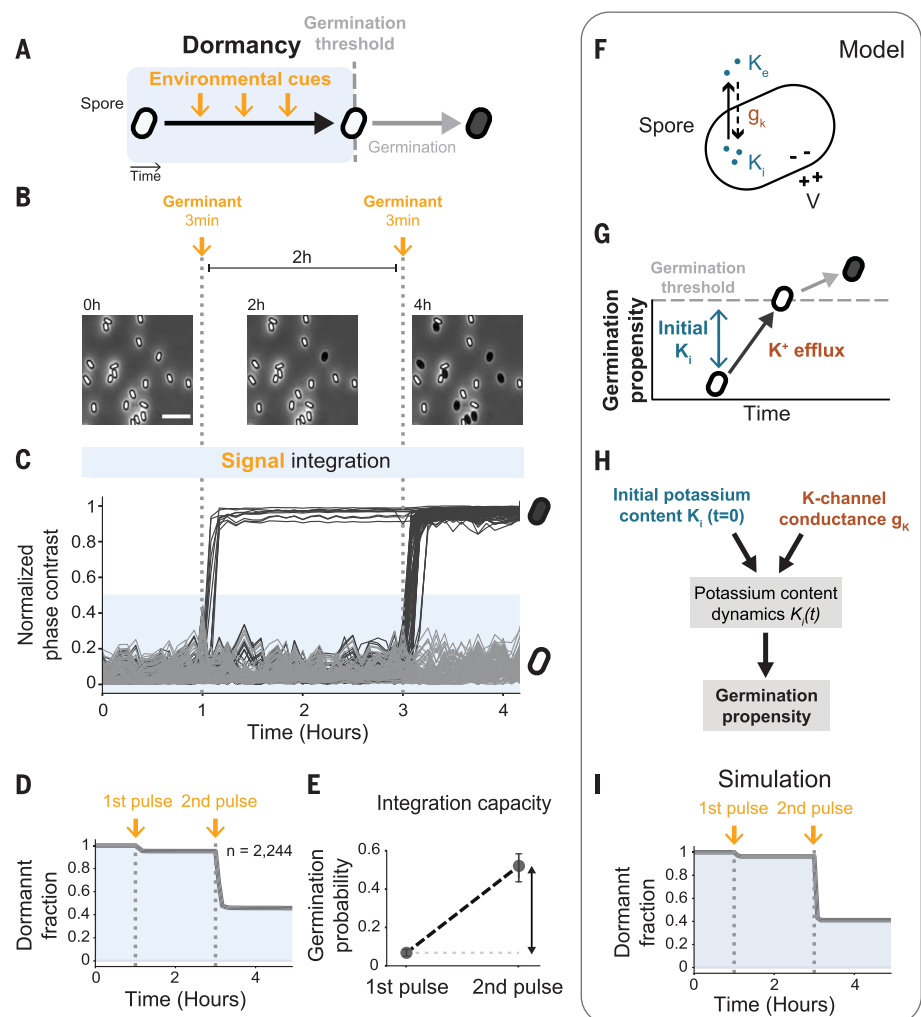 A
Dormancy
Germination
threshold
Environmental cues
Spore
Germination
Time
B
Germinant
3min
Germinant
3min
2h
0h
2h
4h
C
Signal integration
Normalized
phase contrast
1
0.8
0.6
0.4
0.2
0
0
1
2
3
4
Time (Hours)
D
1st pulse
2nd pulse
n = 2,244
Dormannt
fraction
1
0.8
0.6
0.4
0.2
0
0
2
4
Time (Hours)
E
Integration capacity
Germination
probability
0.6
0.4
0.2
0
1st pulse
2nd pulse
F
Model
Ke
gk
Spore
Ki
- -
++
V
G
Germination
threshold
Germination
propensity
Initial
Ki
K+ efflux
Time
H
Initial potassium
content Ki (t=0)
K-channel
conductance gK
Potassium content
dynamics Ki(t)
Germination
propensity
I
Simulation
1st pulse
2nd pulse
Dormannt
fraction
1
0.8
0.6
0.4
0.2
0
0
2
4
Time (Hours)